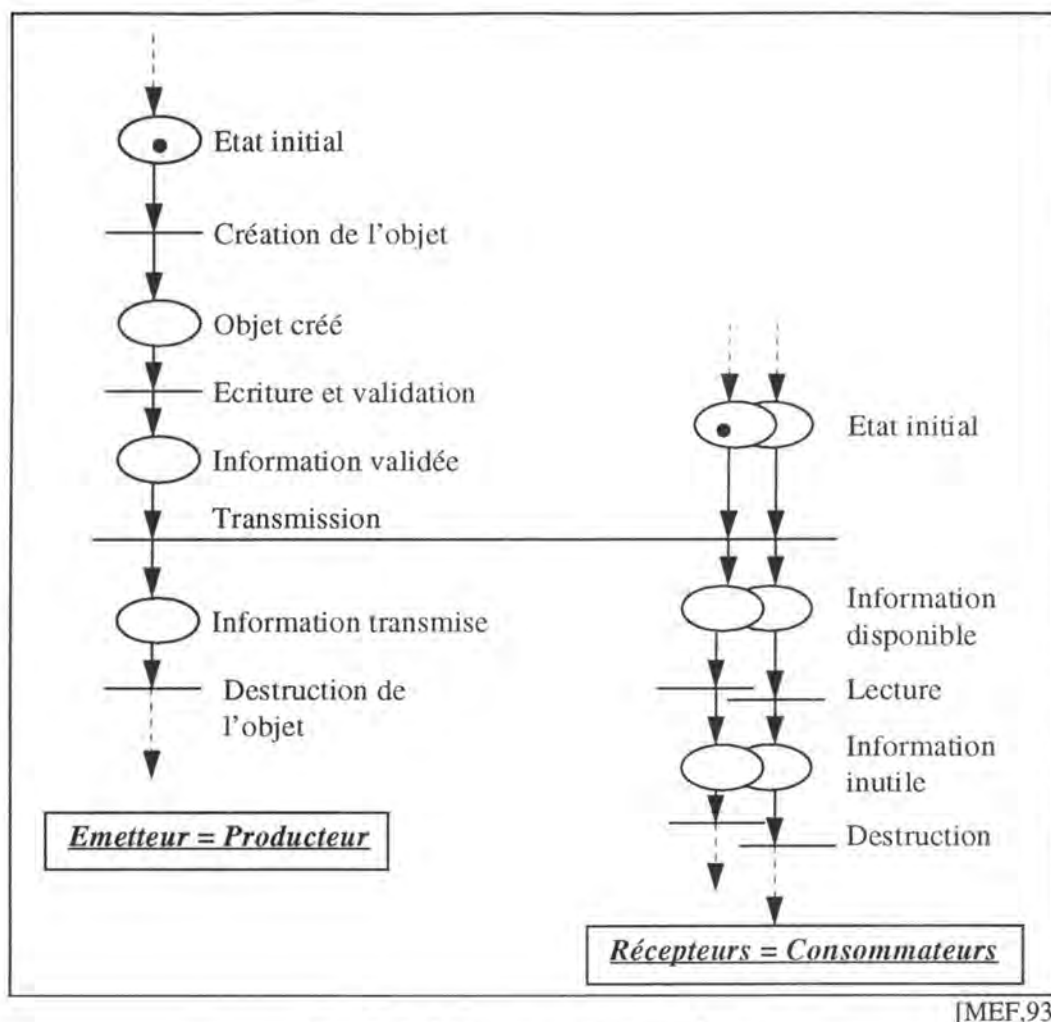 Etat initial
Création de l'objet
Objet créé
Ecriture et validation
Information validée
Transmission
Information transmise
Destruction de
l'objet
Emetteur = Producteur
Etat initial
Information
disponible
Lecture
Information
inutile
Destruction
Récepteurs = Consommateurs
[MEF,93